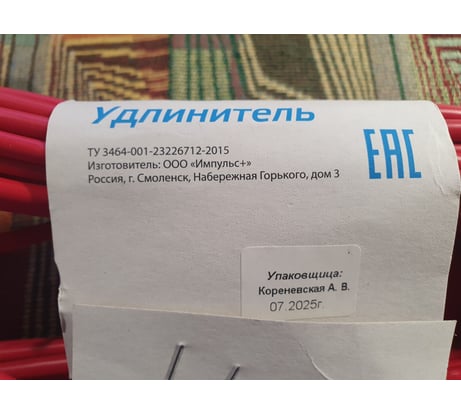 Удлинитель
ТУ 3464-001-23226712-2015
Изготовитель: ООО «Импульс+»
Россия, г. Смоленск, Набережная Горького, дом 3
EAC
Упаковщица:
Кореневская А. В.
07.2025г.